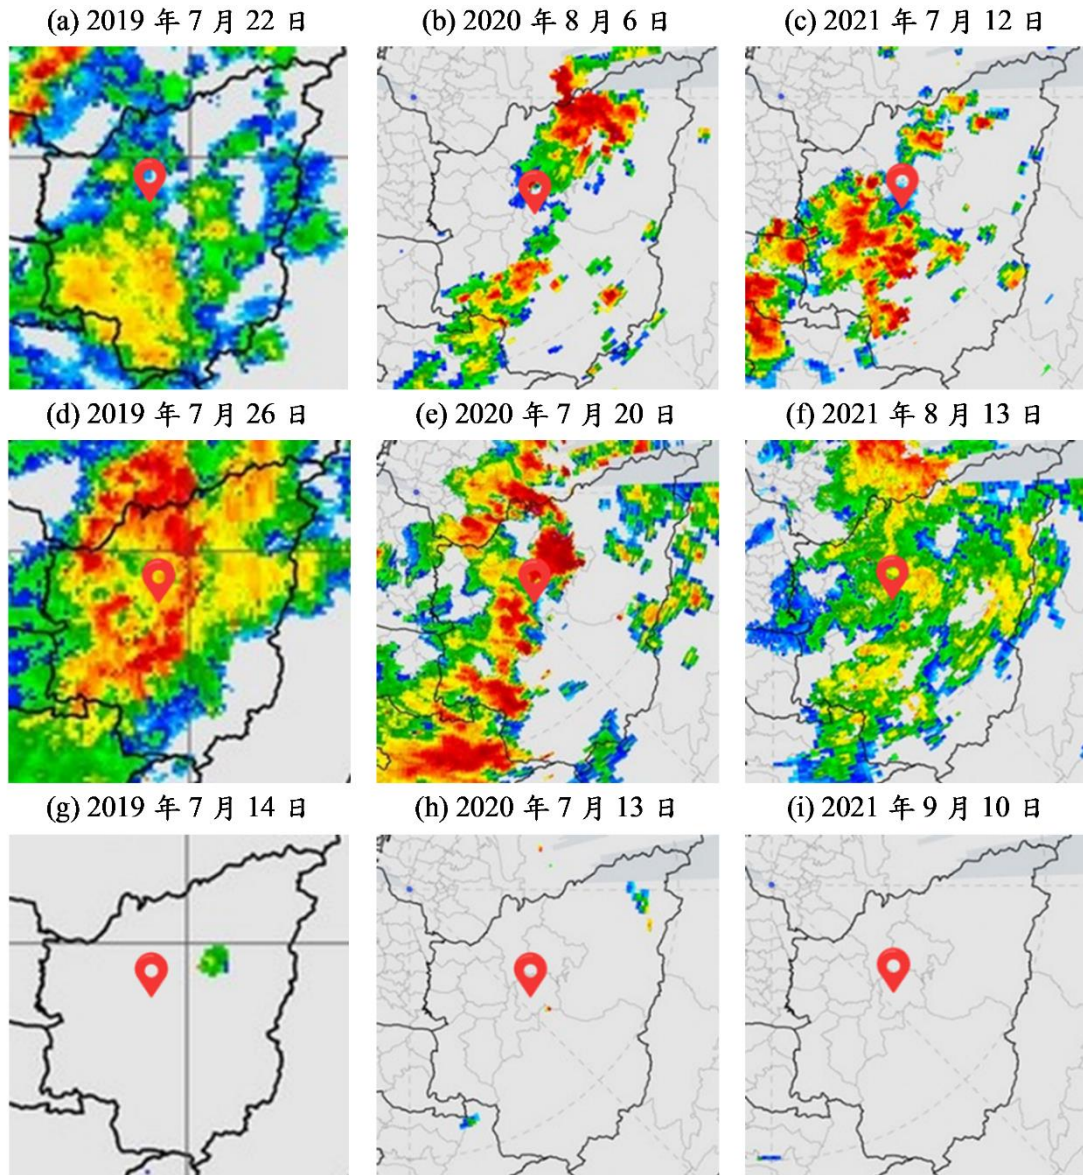 (a) 2019 年 7 月 22 日
(b) 2020 年 8 月 6 日
(c) 2021 年 7 月 12 日
(d) 2019 年 7 月 26 日
(e) 2020 年 7 月 20 日
(f) 2021 年 8 月 13 日
(g) 2019 年 7 月 14 日
(h) 2020 年 7 月 13 日
(i) 2021 年 9 月 10 日